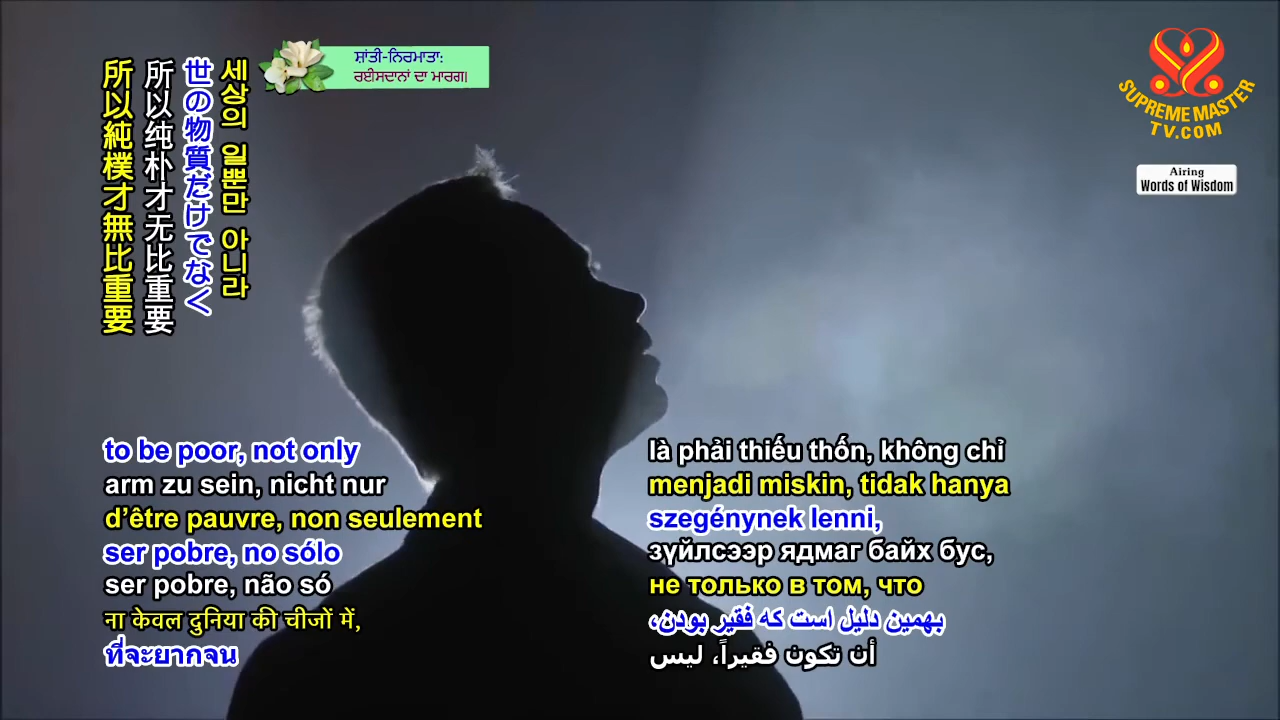 세상의 일뿐만 아니라
世の物質だけでなく
所以纯朴才无比重要
所以純樸才無比重要
ਸ਼ਾਂਤੀ-ਨਿਰਮਾਤਾ:
ਰਈਸਦਾਨਾਂ ਦਾ ਮਾਰਗ।
SUPREME MASTER
TV.COM
Airing
Words of Wisdom
to be poor, not only
arm zu sein, nicht nur
d’être pauvre, non seulement
ser pobre, no sólo
ser pobre, não só
ना केवल दुनिया की चीजों में,
ที่จะยากจน
là phải thiếu thốn, không chỉ
menjadi miskin, tidak hanya
szegénynek lenni,
зүйлсээр ядмаг байх бус,
не только в том, что
بهمین دلیل است که فقیر بودن،
أن تكون فقيراً، ليس